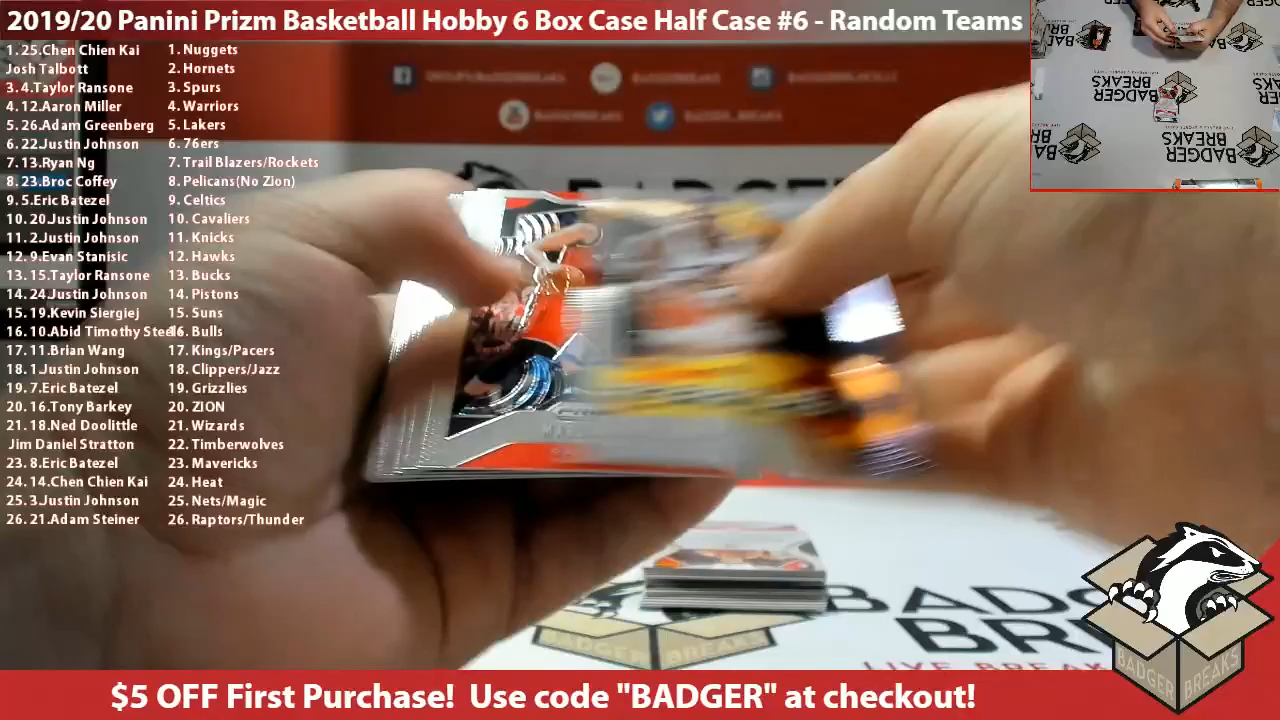 2019/20 Panini Prizm Basketball Hobby 6 Box Case Half Case #6 - Random Teams
1. 25.Chen Chien Kai 1. Nuggets
Josh Talbott 2. Hornets
3.4.Taylor Ransone 3. Spurs
4. 12.Aaron Miller 4. Warriors
5. 26.Adam Greenberg 5. Lakers
6. 22.Justin Johnson 6. 76ers
7. 13.Ryan Ng 7. Trail Blazers/Rockets
8. 23.Broc Coffey 8. Pelicans(No Zion)
9. 5.Eric Batezel 9. Celtics
10. 20.Justin Johnson 10. Cavaliers
11. 2.Justin Johnson 11. Knicks
12. 9.Evan Stanisic 12. Hawks
13. 15.Taylor Ransone 13. Bucks
14. 24.Justin Johnson 14. Pistons
15. 19.Kevin Siergiej 15. Suns
16. 10.Abid Timothy Steele 16. Bulls
17. 11.Brian Wang 17. Kings/Pacers
18. 1.Justin Johnson 18. Clippers/Jazz
19. 7.Eric Batezel 19. Grizzlies
20. 16.Tony Barkey 20. ZION
21. 18.Ned Doolittle 21. Wizards
Jim Daniel Stratton 22. Timberwolves
23. 8.Eric Batezel 23. Mavericks
24. 14.Chen Chien Kai 24. Heat
25. 3.Justin Johnson 25. Nets/Magic
26. 21.Adam Steiner 26. Raptors/Thunder
BADGER BREAKS
BADGER
BREAKS
BADGER BREAKS
$5 OFF First Purchase! Use code "BADGER" at checkout!